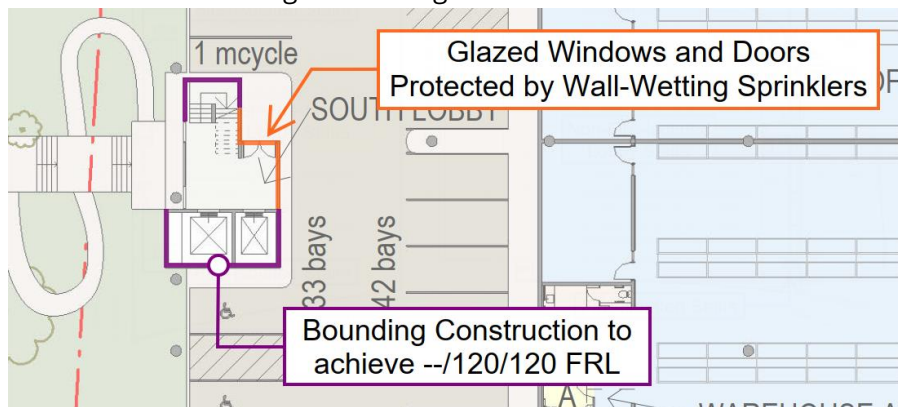 1 mcycle
Glazed Windows and Doors
Protected by Wall-Wetting Sprinklers
SOUTH LOBBY
33 bays
42 bays
Bounding Construction to
achieve --/120/120 FRL
A
WAREHOUSE A